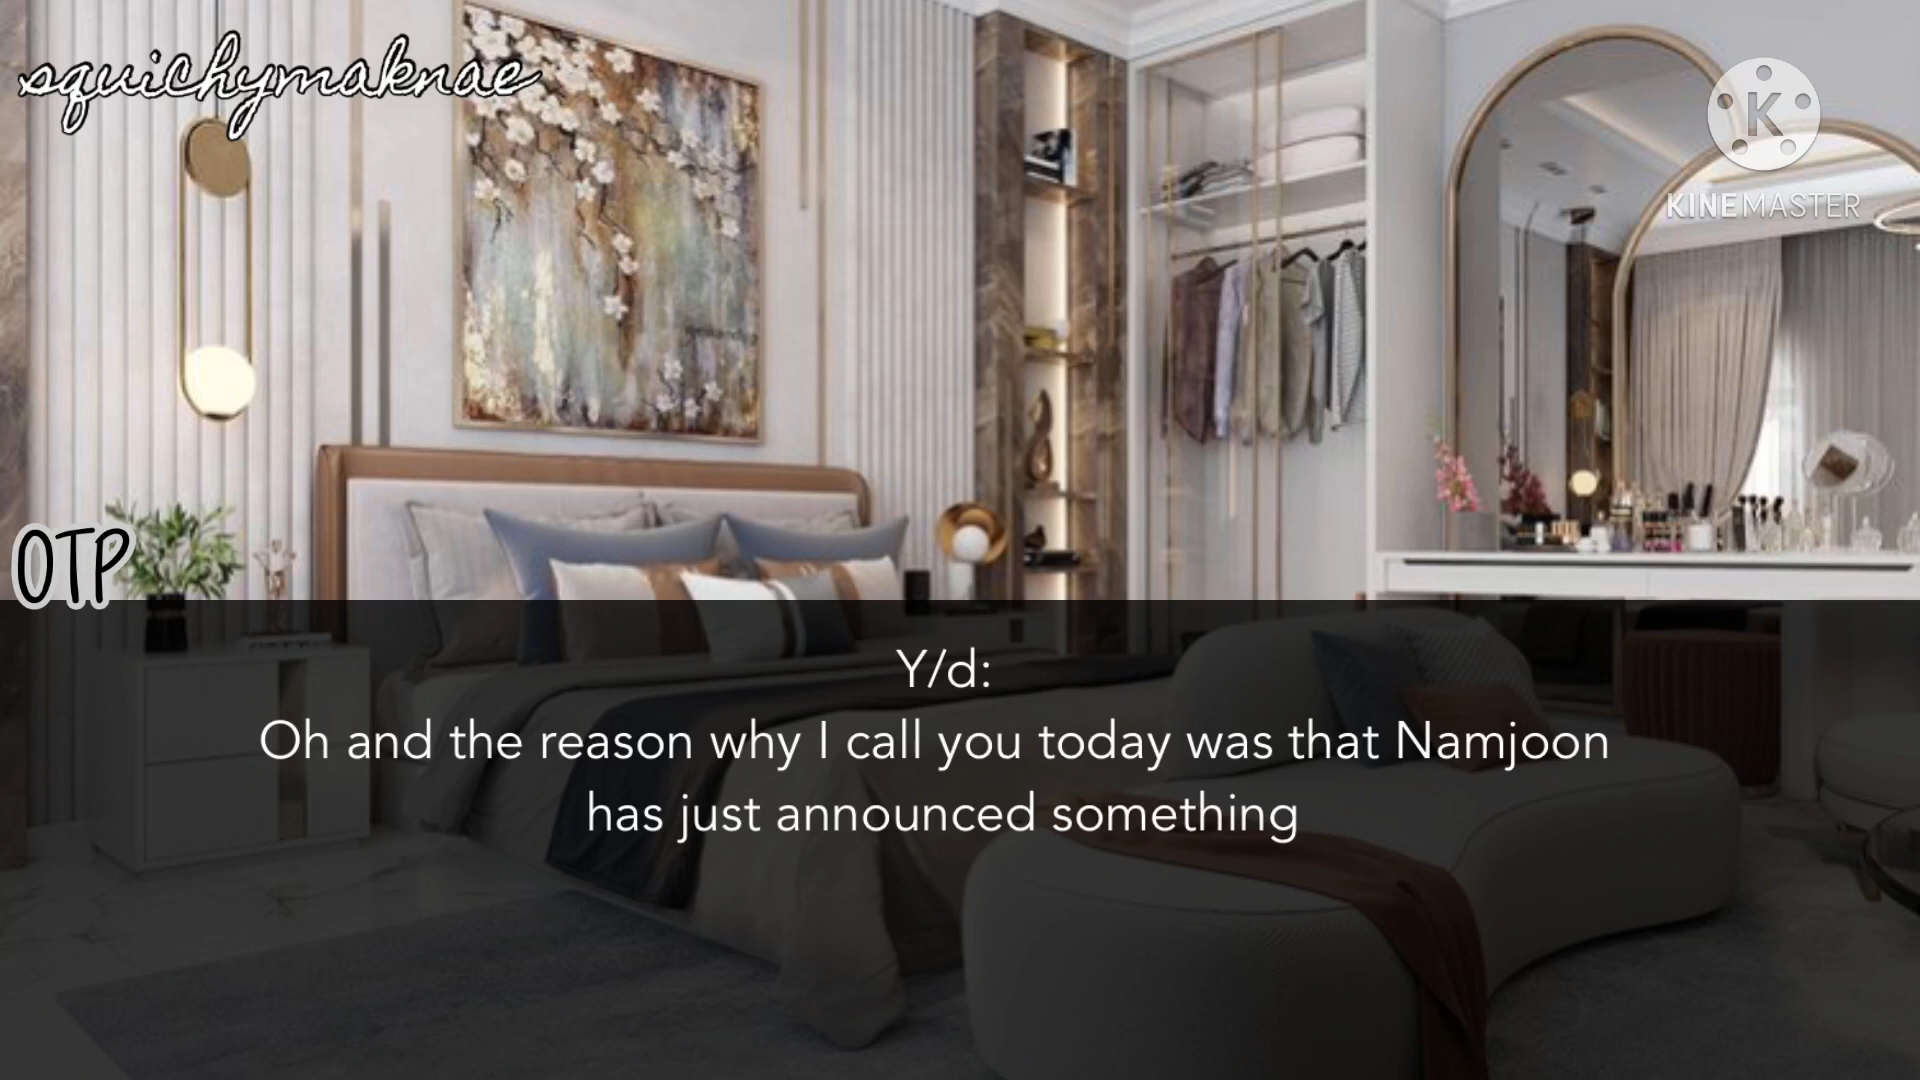 squichymaknae
K
KINEMASTER
OTP
Y/d:
Oh and the reason why I call you today was that Namjoon
has just announced something